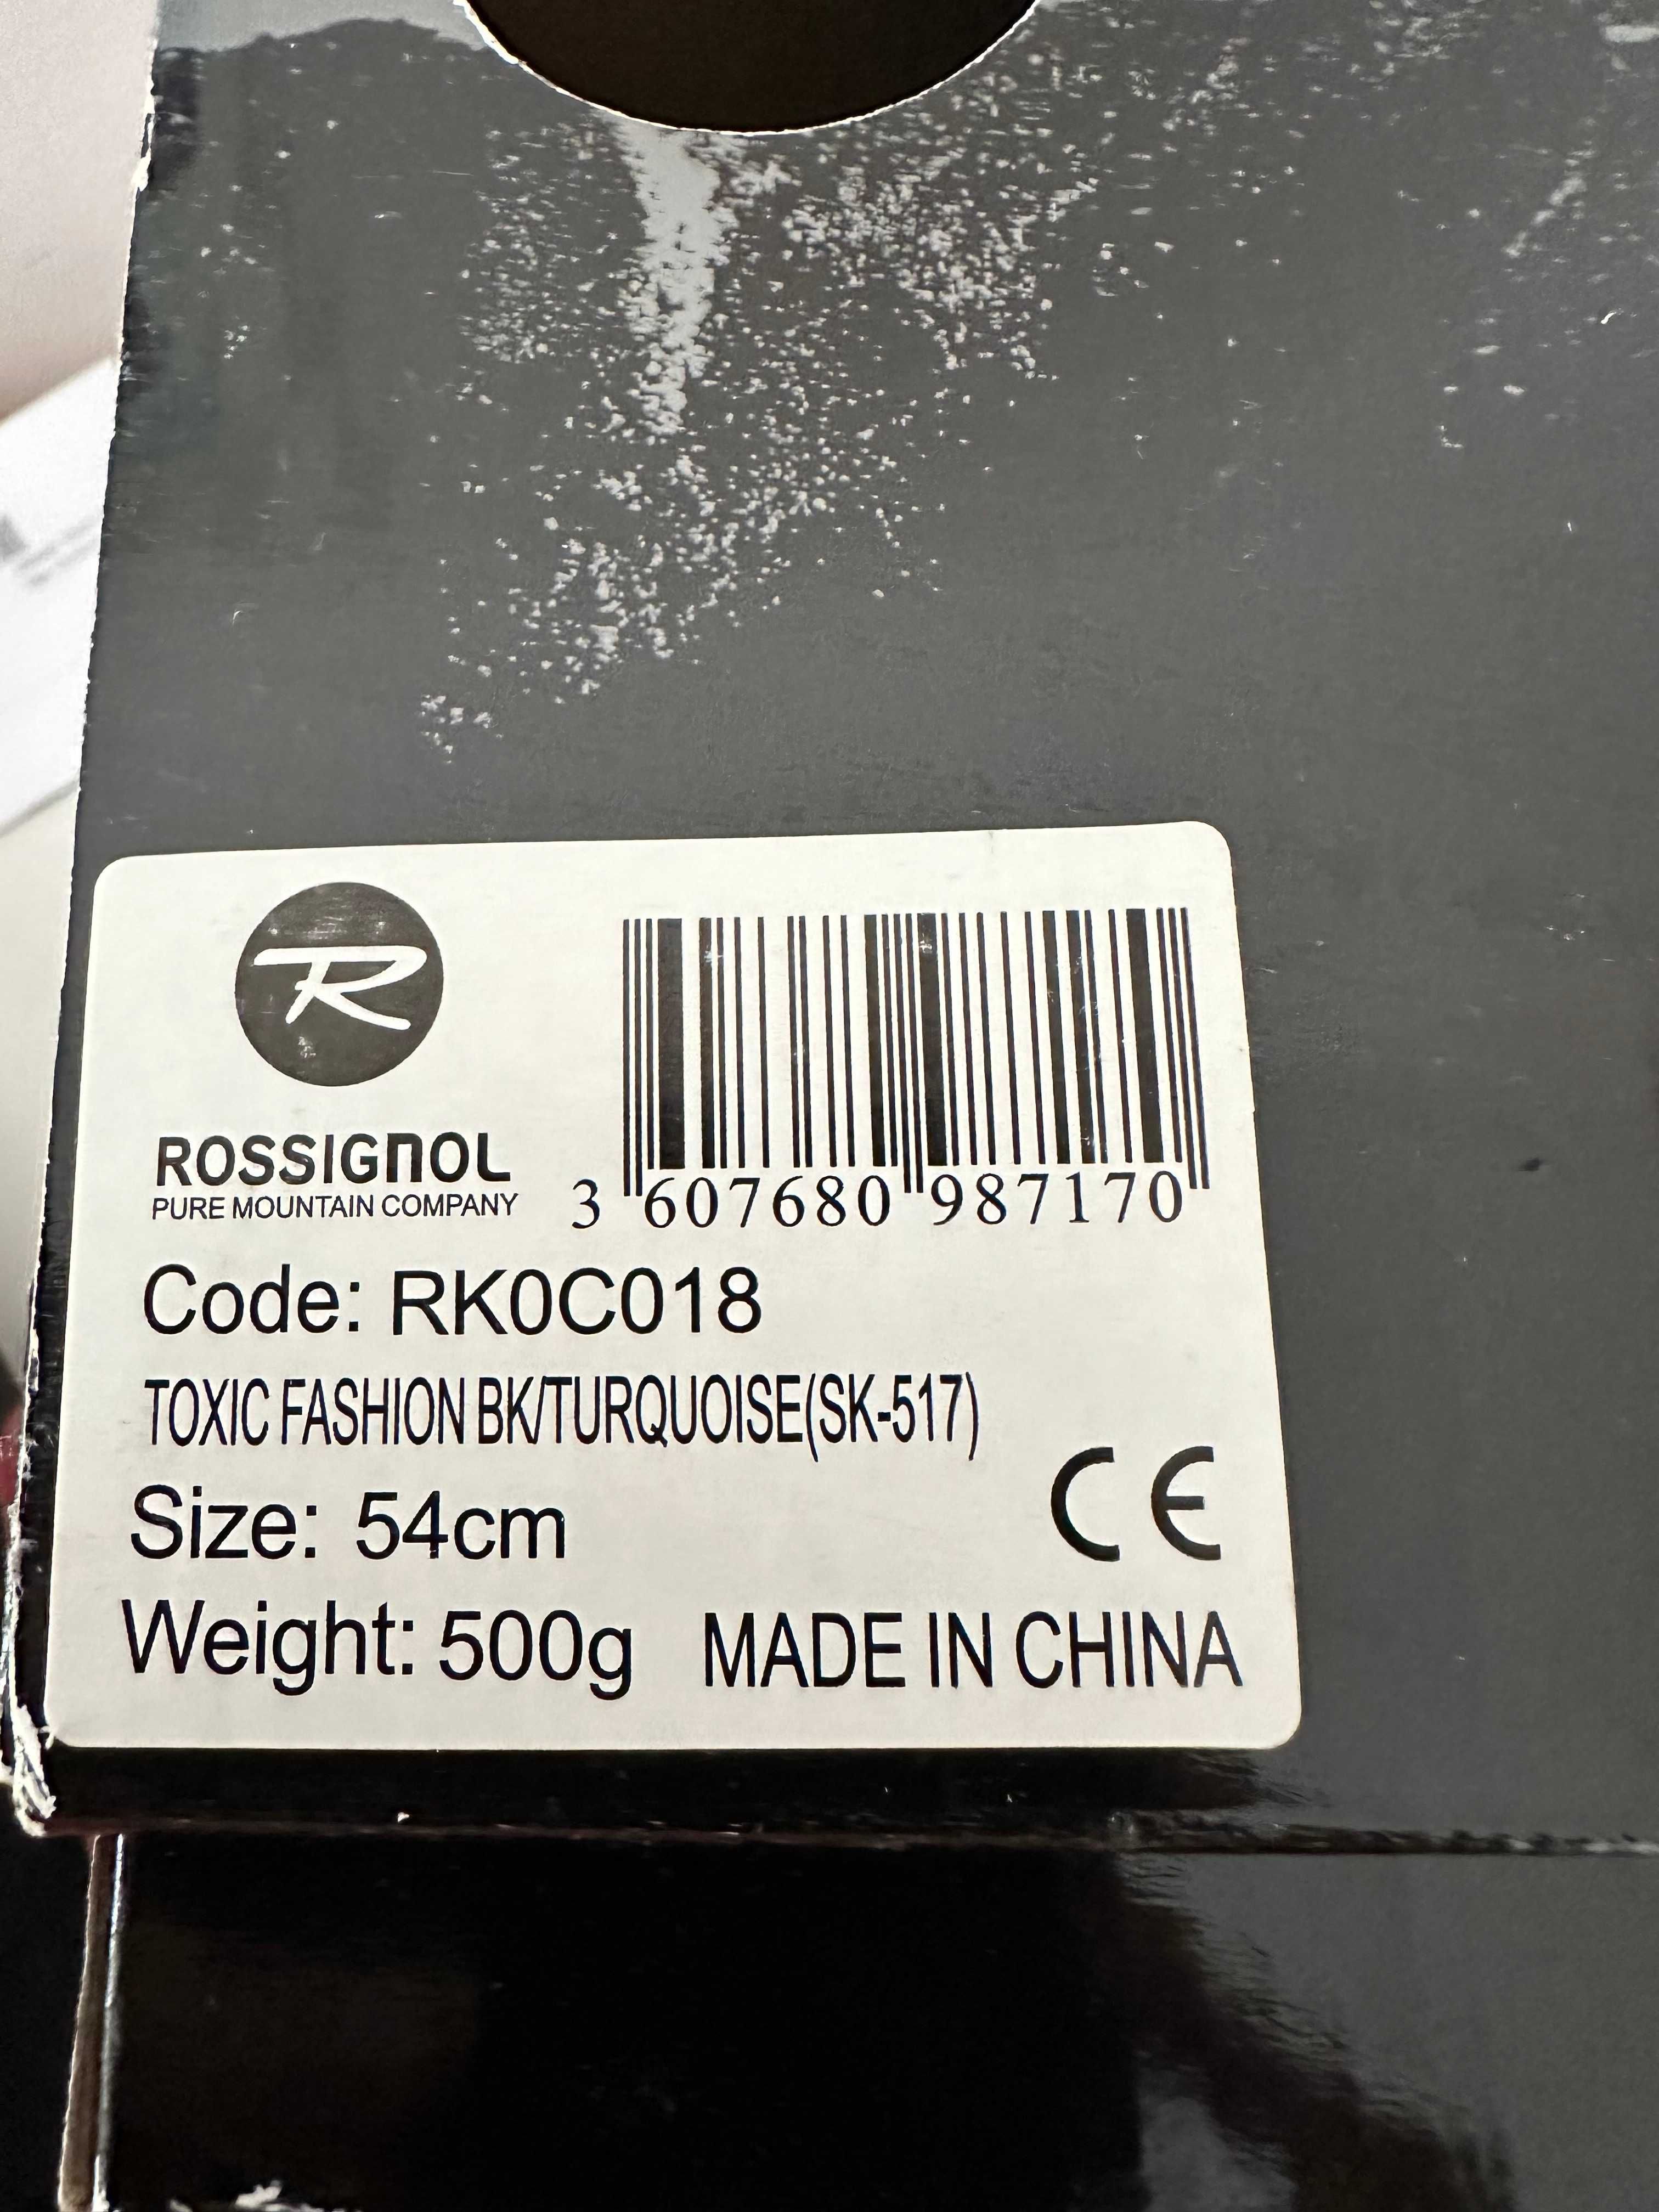 R
ROSSIGNOL
PURE MOUNTAIN COMPANY
3 607680 987170
Code: RK0C018
TOXIC FASHION BK/TURQUOISE(SK-517)
Size: 54cm
CE
Weight: 500g MADE IN CHINA